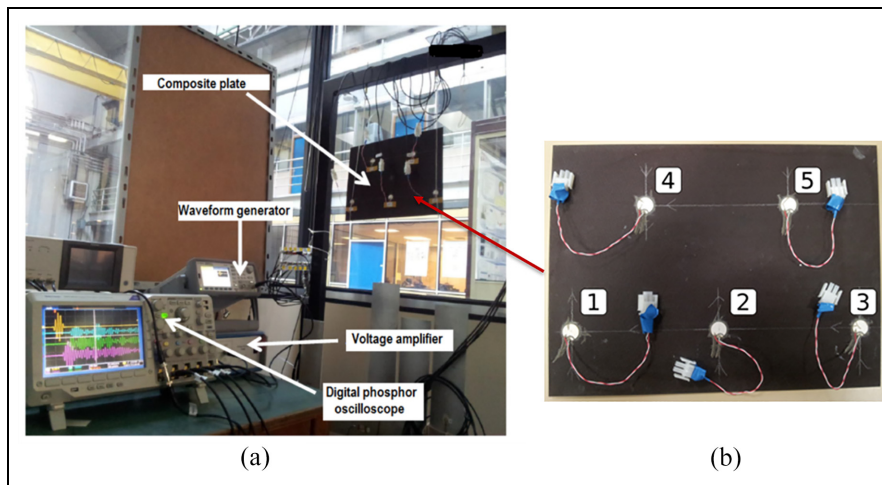 Composite plate
Waveform generator
Voltage amplifier
Digital phosphor
oscilloscope
4
5
1
2
3
(a)
(b)